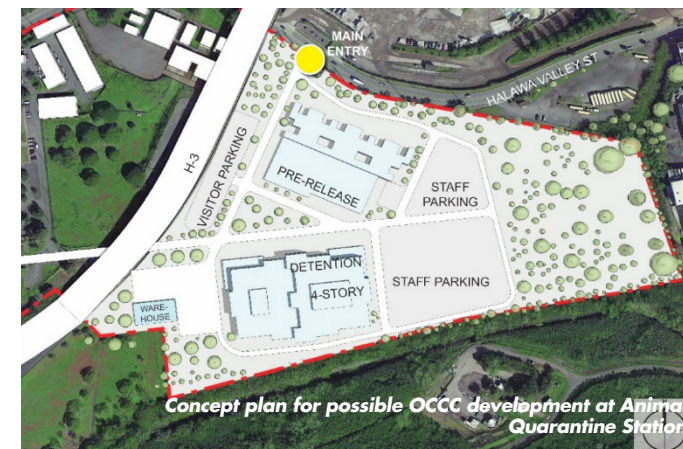 MAIN
ENTRY
HALAWA VALLEY ST
H-3
VISITOR PARKING
PRE-RELEASE
STAFF
PARKING
DETENTION
4-STORY
STAFF PARKING
WARE-
HOUSE
Concept plan for possible OCCC development at Anima
Quarantine Station